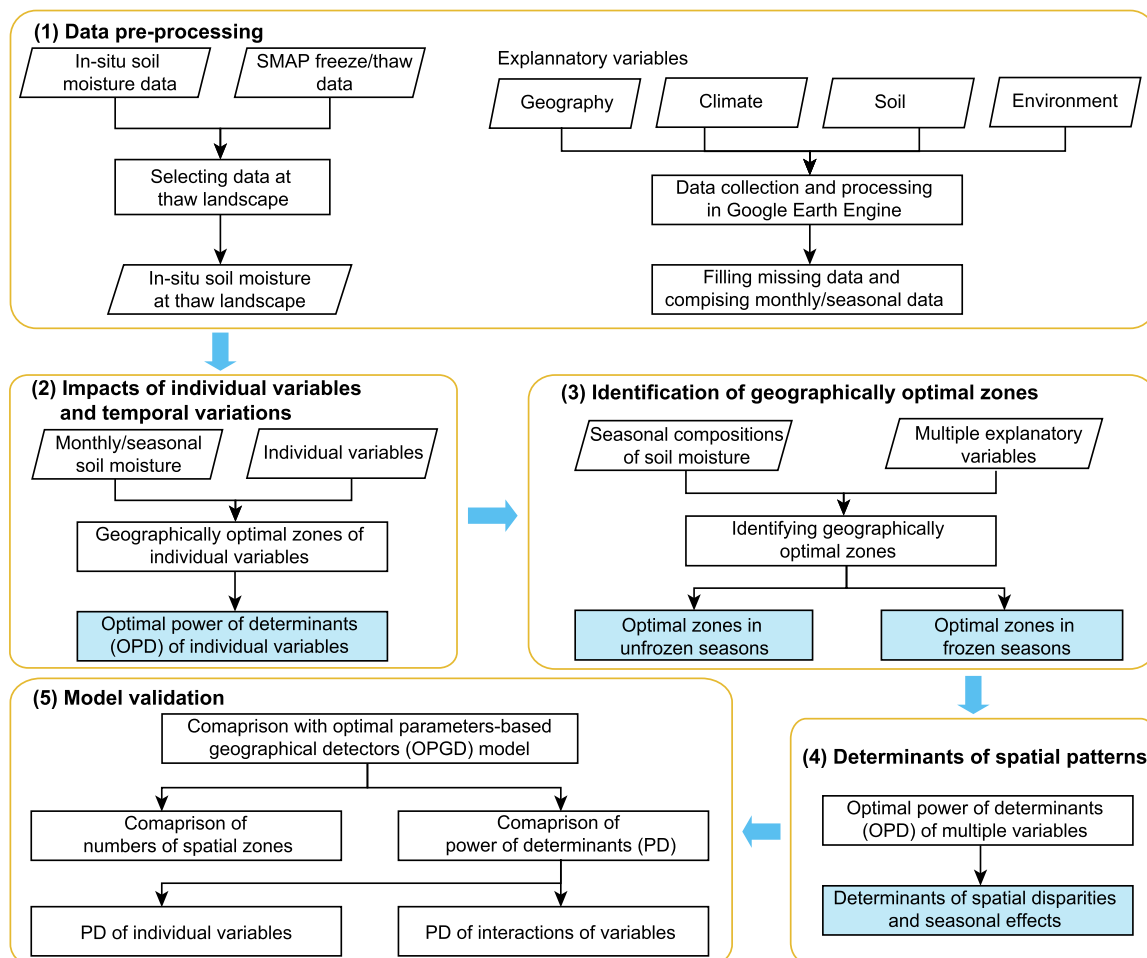 (1) Data pre-processing
In-situ soil
moisture data
SMAP freeze/thaw
data
Selecting data at
thaw landscape
In-situ soil moisture
at thaw landscape
Explannatory variables
Geography
Climate
Soil
Environment
Data collection and processing
in Google Earth Engine
Filling missing data and
compising monthly/seasonal data
(2) Impacts of individual variables
and temporal variations
Monthly/seasonal
soil moisture
Individual variables
Geographically optimal zones of
individual variables
Optimal power of determinants
(OPD) of individual variables
(3) Identification of geographically optimal zones
Seasonal compositions
of soil moisture
Multiple explanatory
variables
Identifying geographically
optimal zones
Optimal zones in
unfrozen seasons
Optimal zones in
frozen seasons
(4) Determinants of spatial patterns
Optimal power of determinants
(OPD) of multiple variables
Determinants of spatial disparities
and seasonal effects
(5) Model validation
Comaprison with optimal parameters-based
geographical detectors (OPGD) model
Comaprison of
numbers of spatial zones
Comaprison of
power of determinants (PD)
PD of individual variables
PD of interactions of variables